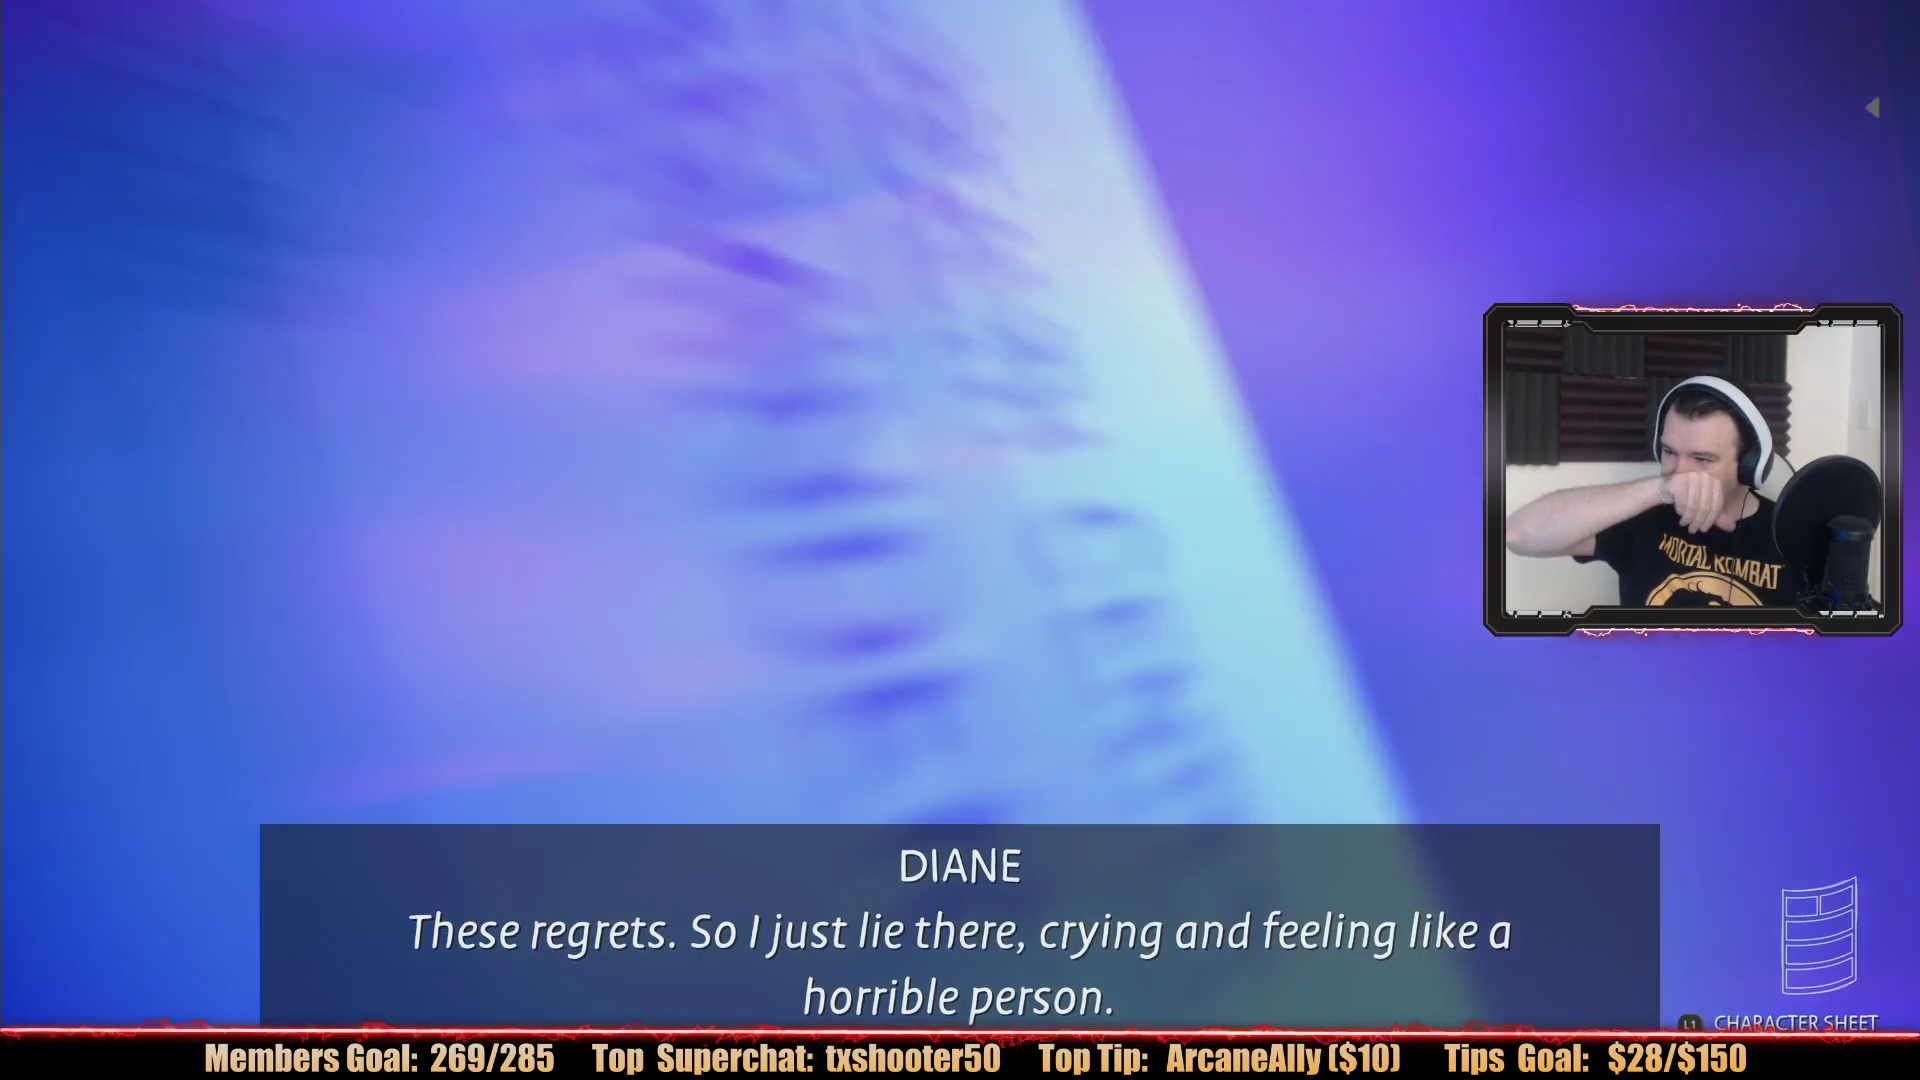 MORTAL KOMBAT
DIANE
These regrets. So I just lie there, crying and feeling like a
horrible person.
L1 CHARACTER SHEET
Members Goal: 269/285 Top Superchat: txshooter50 Top Tip: ArcaneAlly ($10) Tips Goal: $28/$150